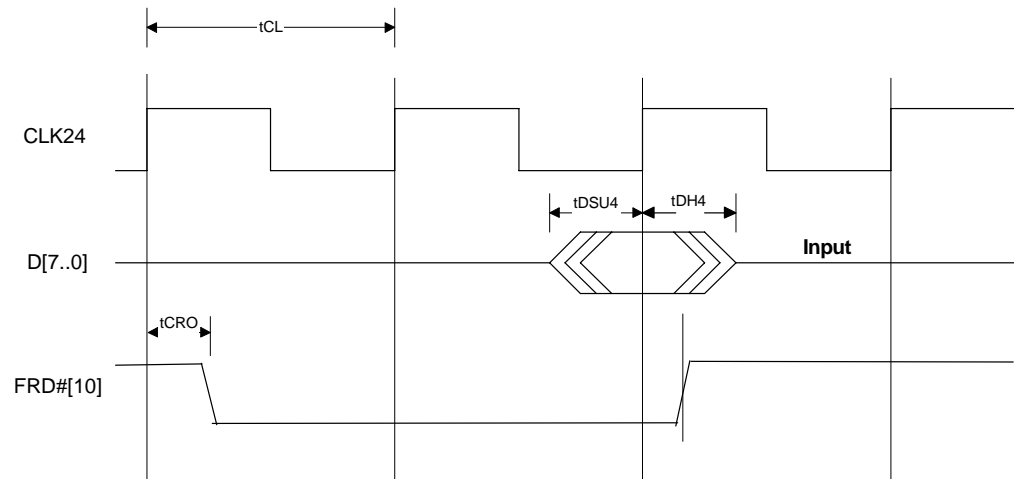 tCL
CLK24
tDSU4
tDH4
D[7..0]
Input
tCRO
FRD#[10]